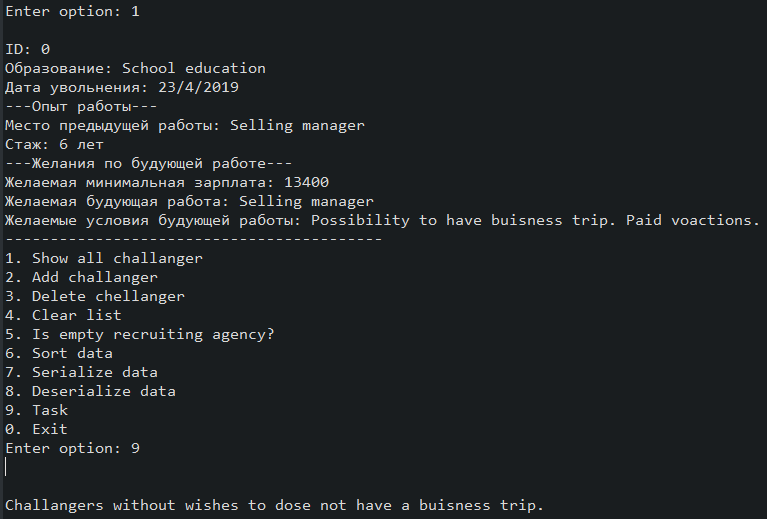 Enter option: 1
ID: 0
Образование: School education
Дата увольнения: 23/4/2019
---Опыт работы---
Место предыдущей работы: Selling manager
Стаж: 6 лет
---Желания по будующей работе---
Желаемая минимальная зарплата: 13400
Желаемая будующая работа: Selling manager
Желаемые условия будующей работы: Possibility to have buisness trip. Paid voactions.
------------------------------------------
1. Show all challanger
2. Add challanger
3. Delete chellanger
4. Clear list
5. Is empty recruiting agency?
6. Sort data
7. Serialize data
8. Deserialize data
9. Task
0. Exit
Enter option: 9
Challangers without wishes to dose not have a buisness trip.